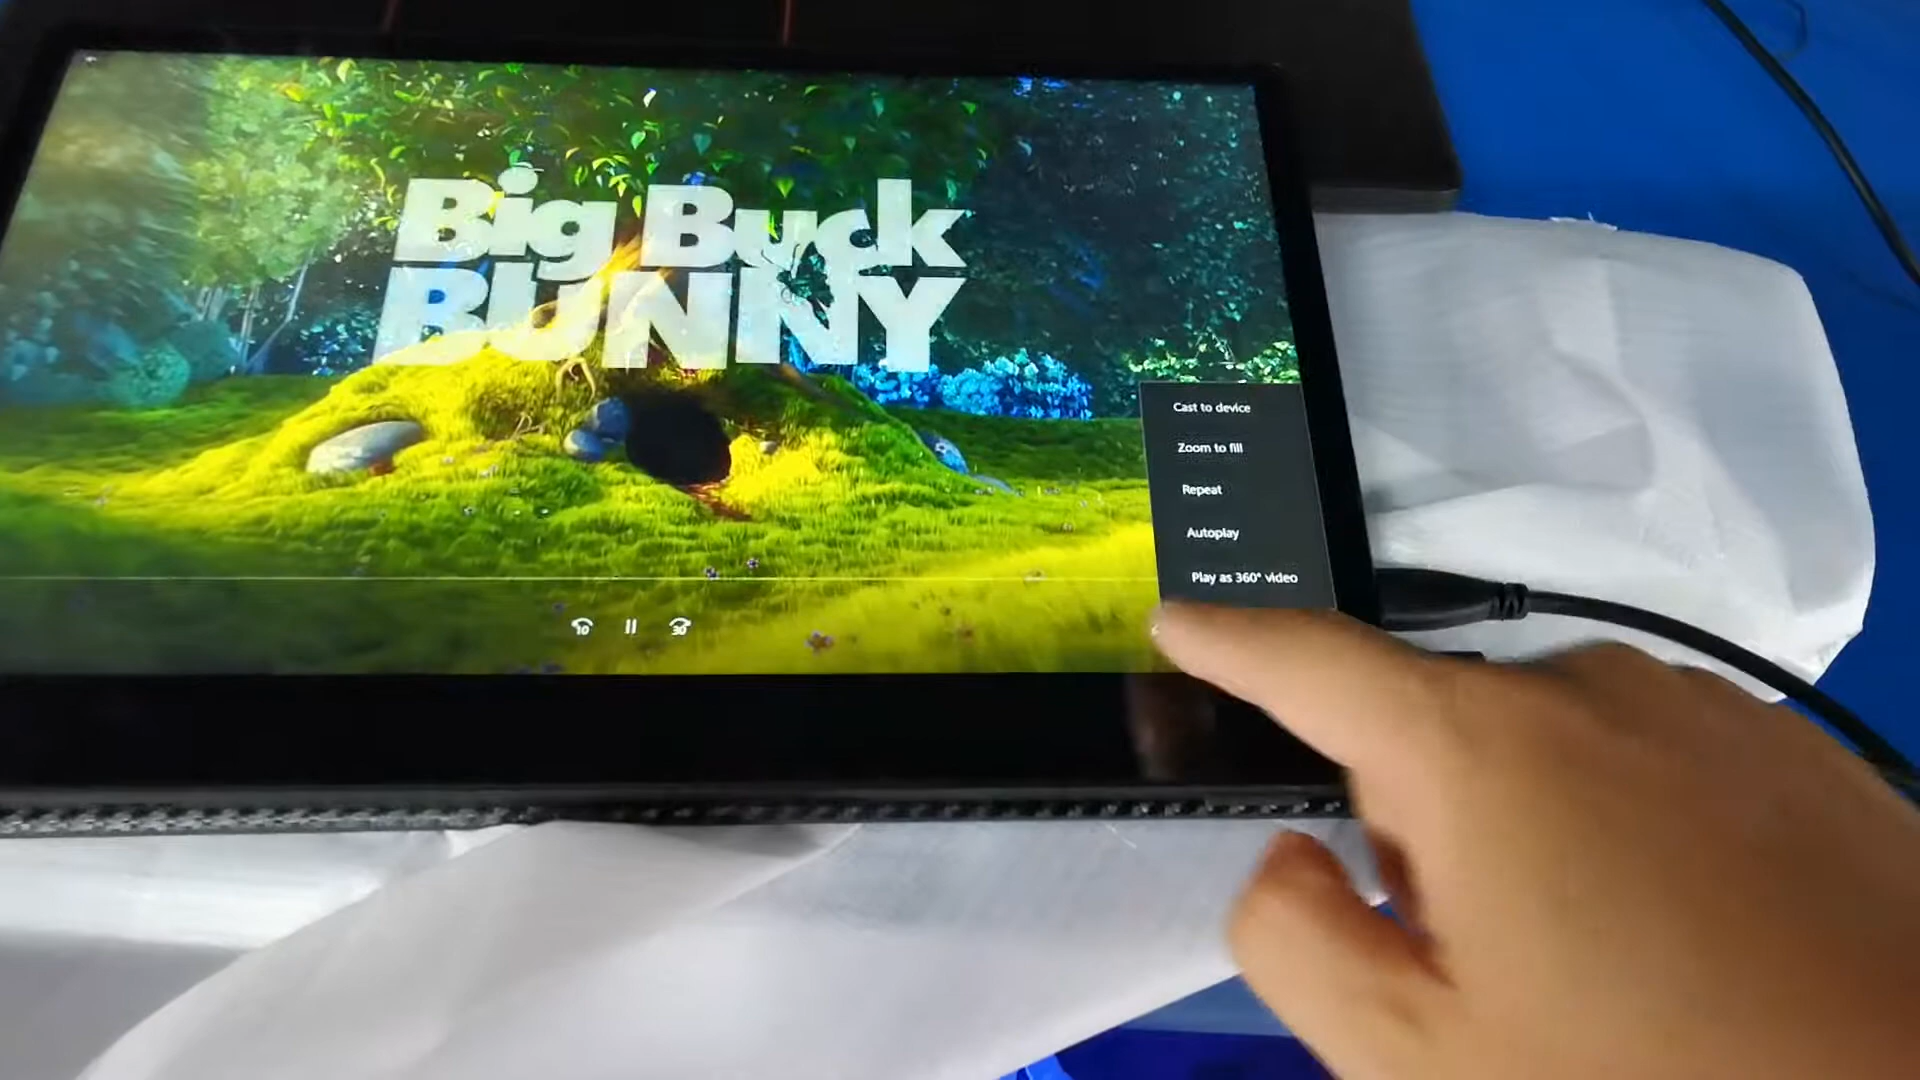 Big Buck
BUNNY
Cast to device
Zoom to fill
Repeat
Autoplay
Play as 360° video
10
30